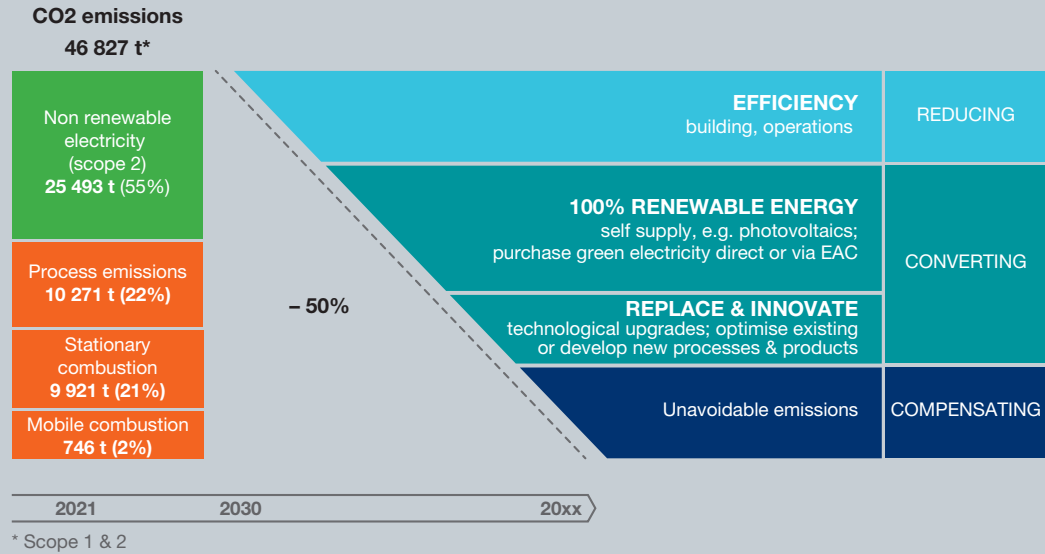 CO2 emissions
46 827 t*
Non renewable
electricity
(scope 2)
25 493 t (55%)
Process emissions
10 271 t (22%)
Stationary
combustion
9 921 t (21%)
Mobile combustion
746 t (2%)
– 50%
EFFICIENCY
building, operations
REDUCING
100% RENEWABLE ENERGY
self supply, e.g. photovoltaics;
purchase green electricity direct or via EAC
CONVERTING
REPLACE & INNOVATE
technological upgrades; optimise existing
or develop new processes & products
Unavoidable emissions
COMPENSATING
2021
2030
20xx
* Scope 1 & 2